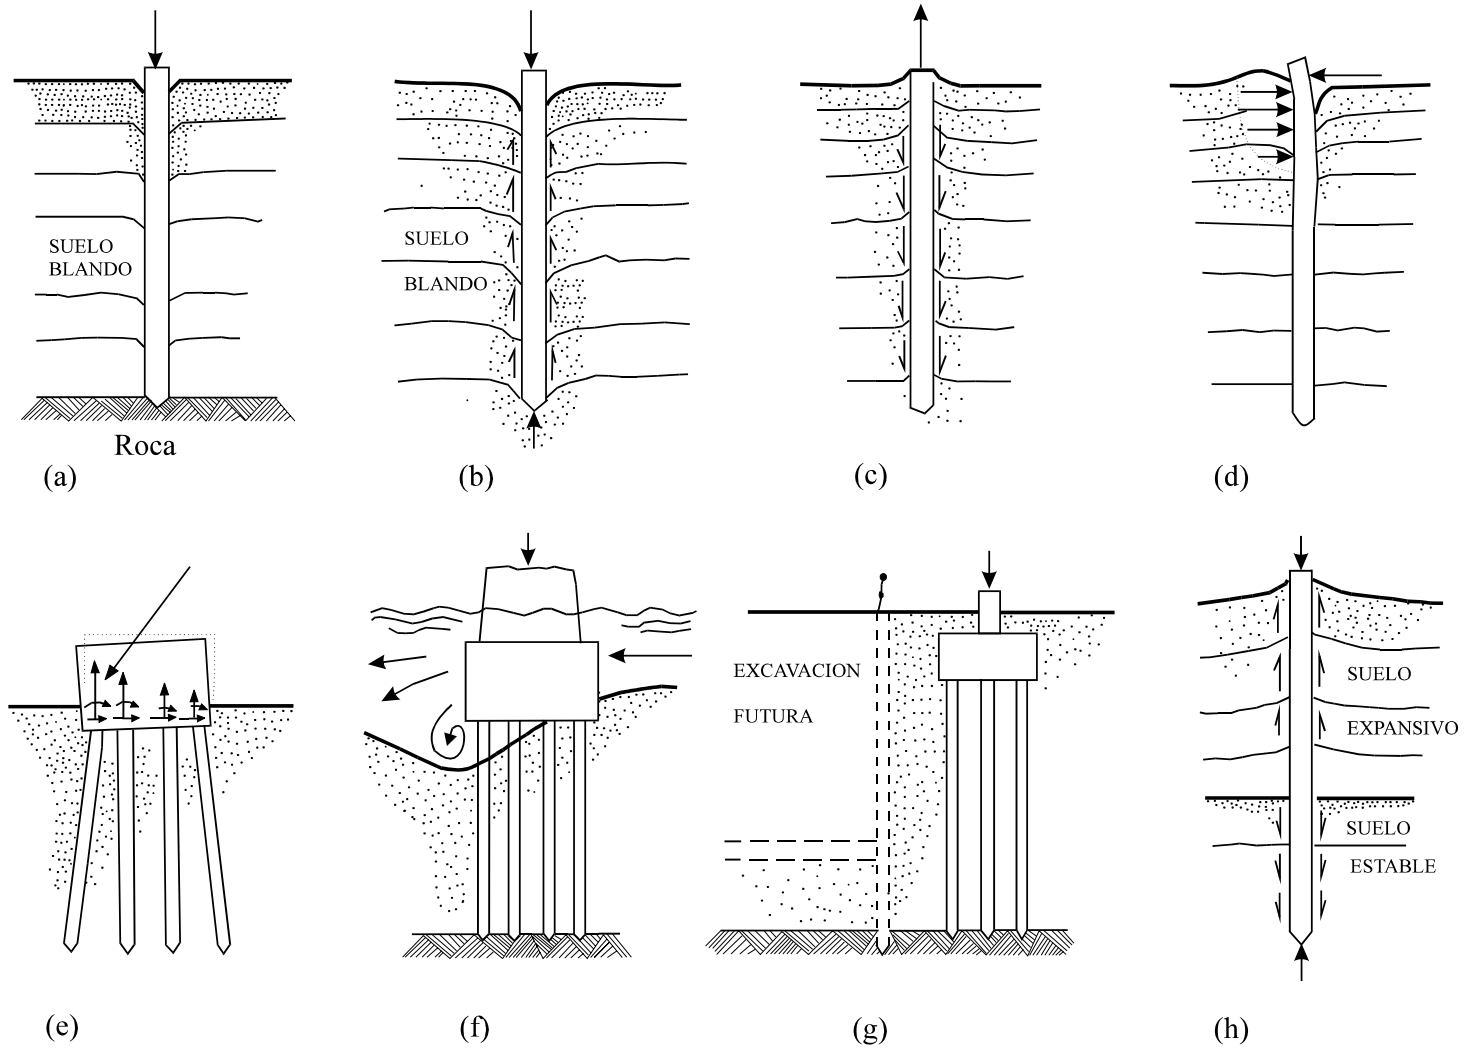 SUELO
BLANDO
Roca
(a)
SUELO
BLANDO
(b)
(c)
(d)
(e)
(f)
EXCAVACION
FUTURA
(g)
SUELO
EXPANSIVO
SUELO
ESTABLE
(h)